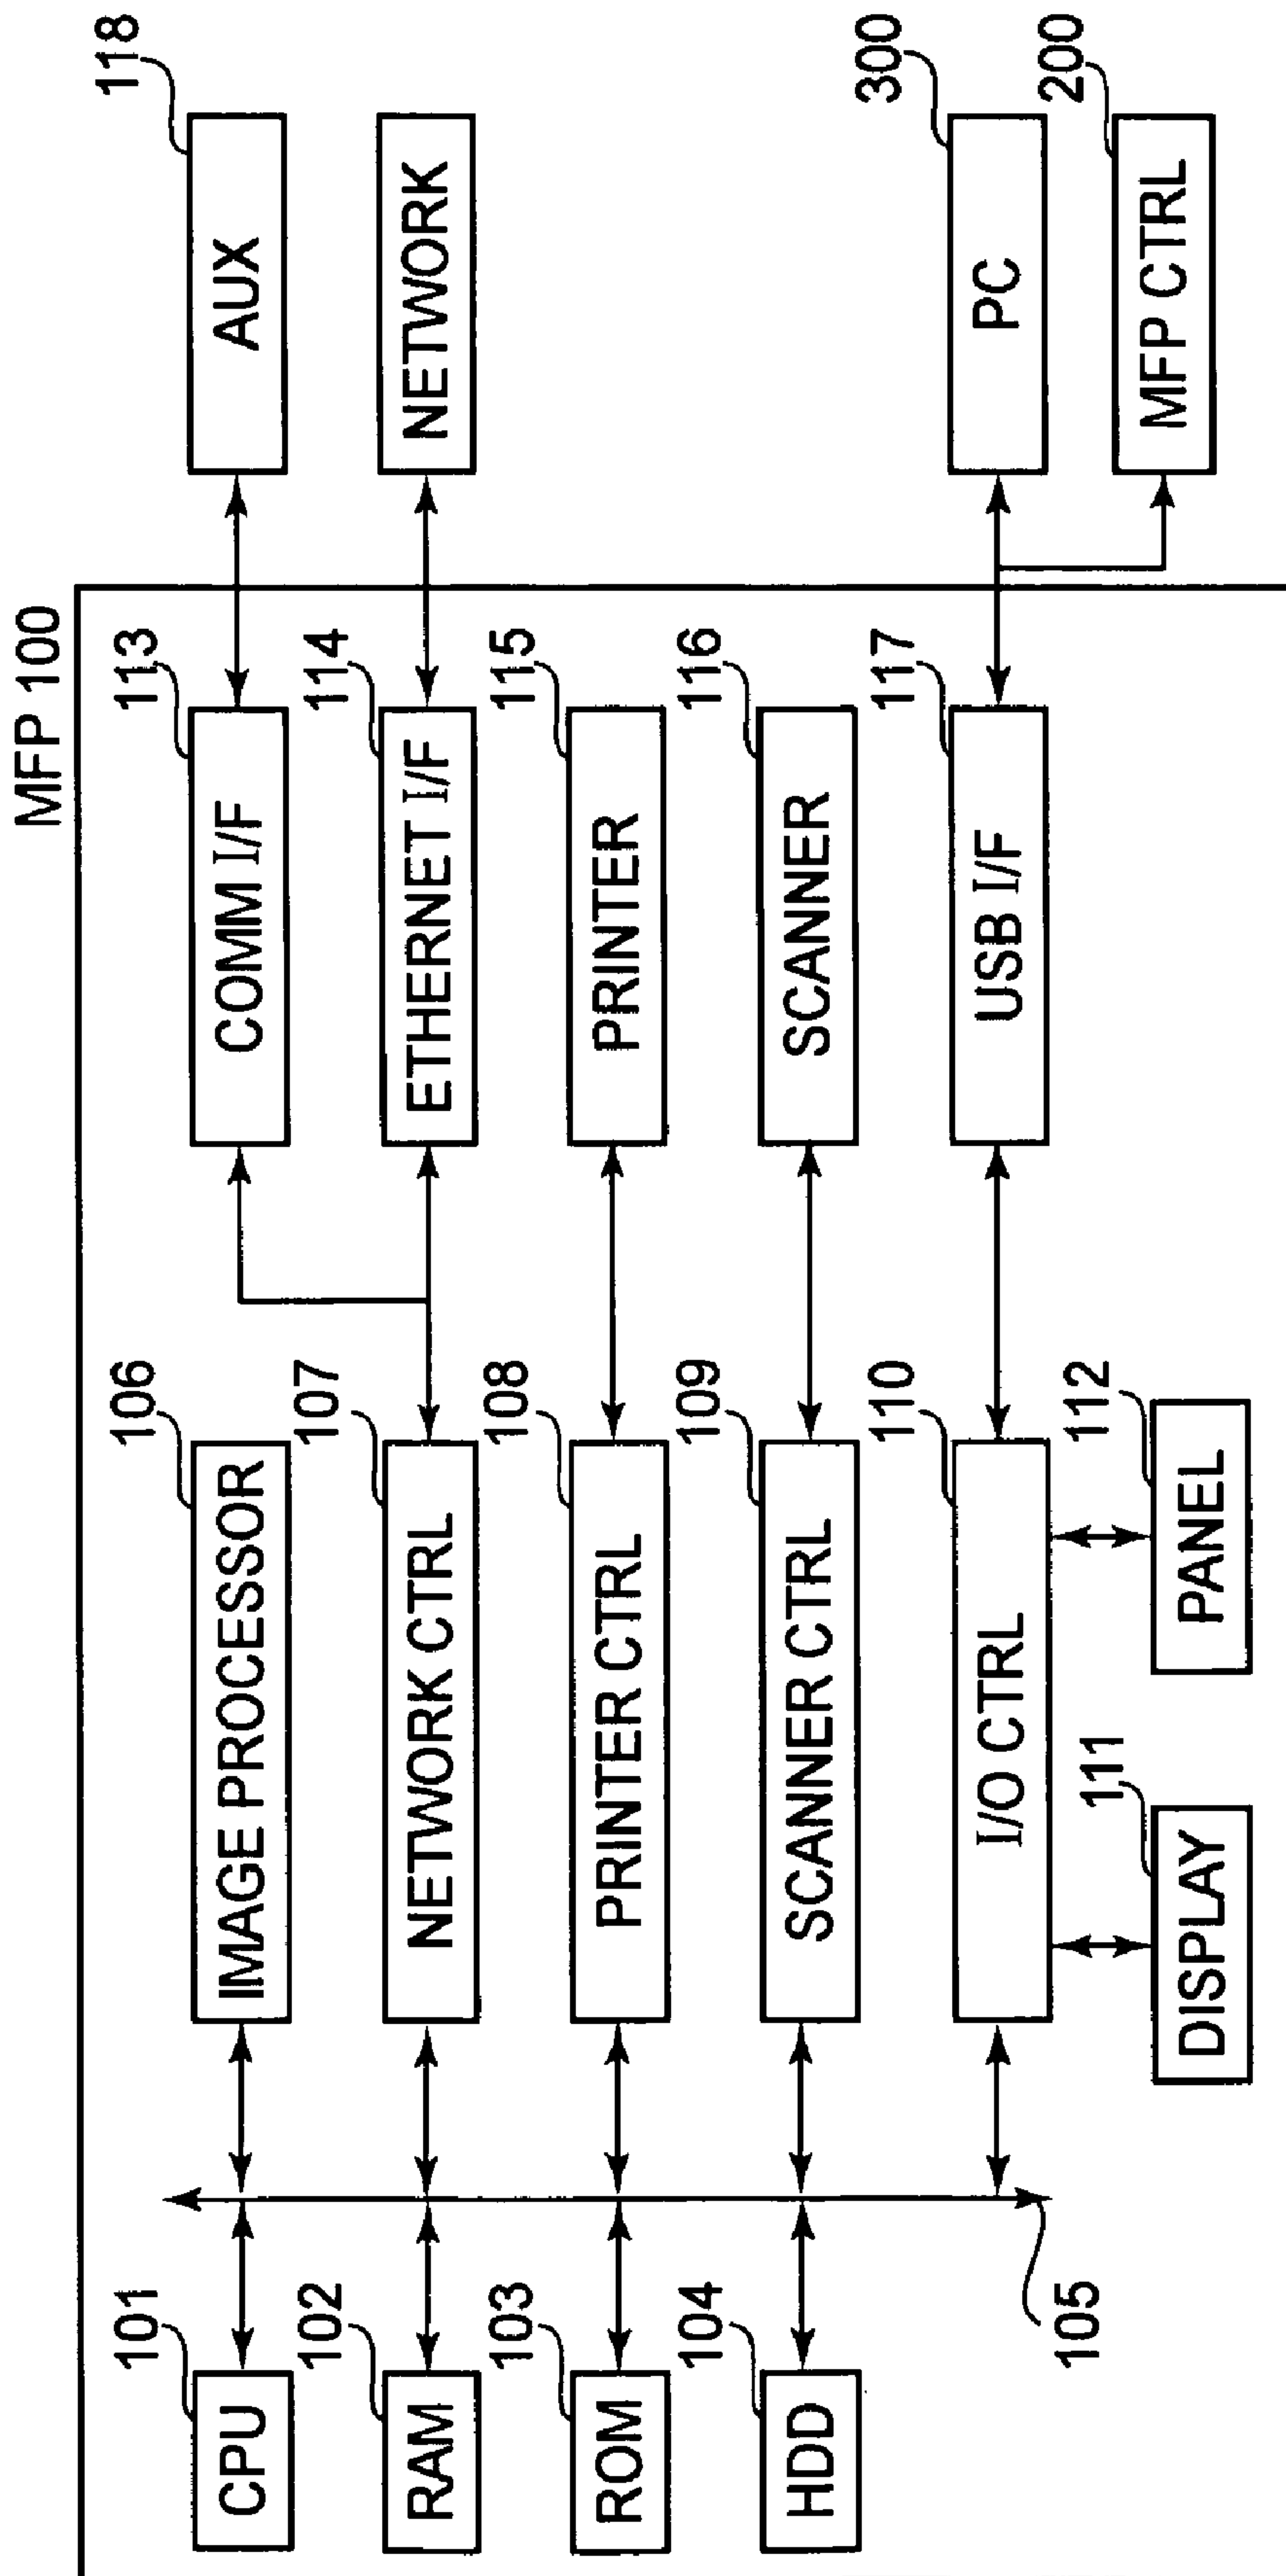 MFP 100
101
CPU
102
RAM
103
ROM
104
HDD
105
106
IMAGE PROCESSOR
107
NETWORK CTRL
108
PRINTER CTRL
109
SCANNER CTRL
110
I/O CTRL
111
DISPLAY
112
PANEL
113
COMM I/F
114
ETHERNET I/F
115
PRINTER
116
SCANNER
117
USB I/F
118
AUX
NETWORK
300
PC
200
MFP CTRL